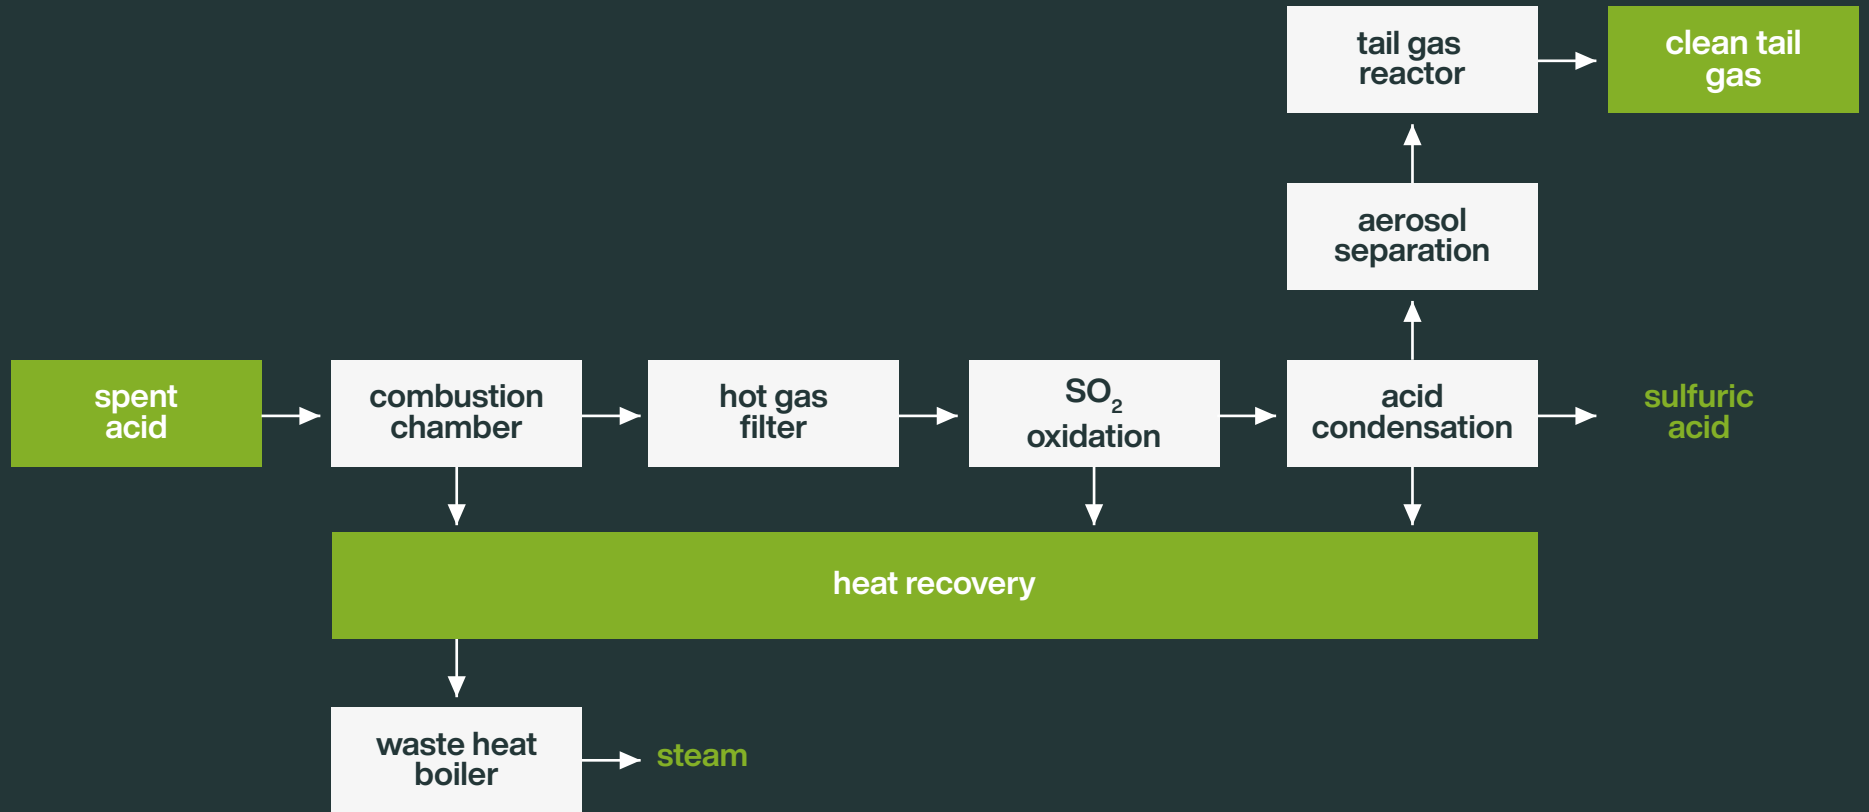 tail gas
reactor
clean tail
gas
aerosol
separation
spent
acid
combustion
chamber
hot gas
filter
SO₂
oxidation
acid
condensation
sulfuric
acid
heat recovery
waste heat
boiler
steam